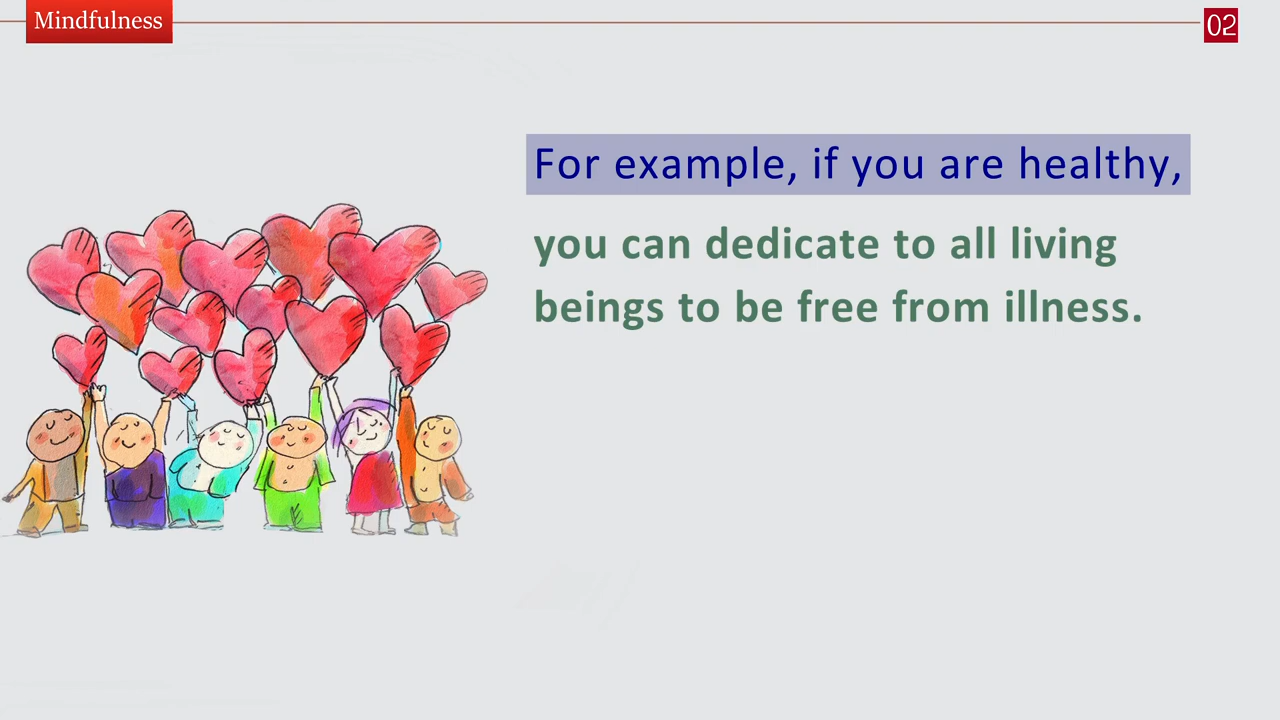 Mindfulness
02
For example, if you are healthy,
you can dedicate to all living
beings to be free from illness.